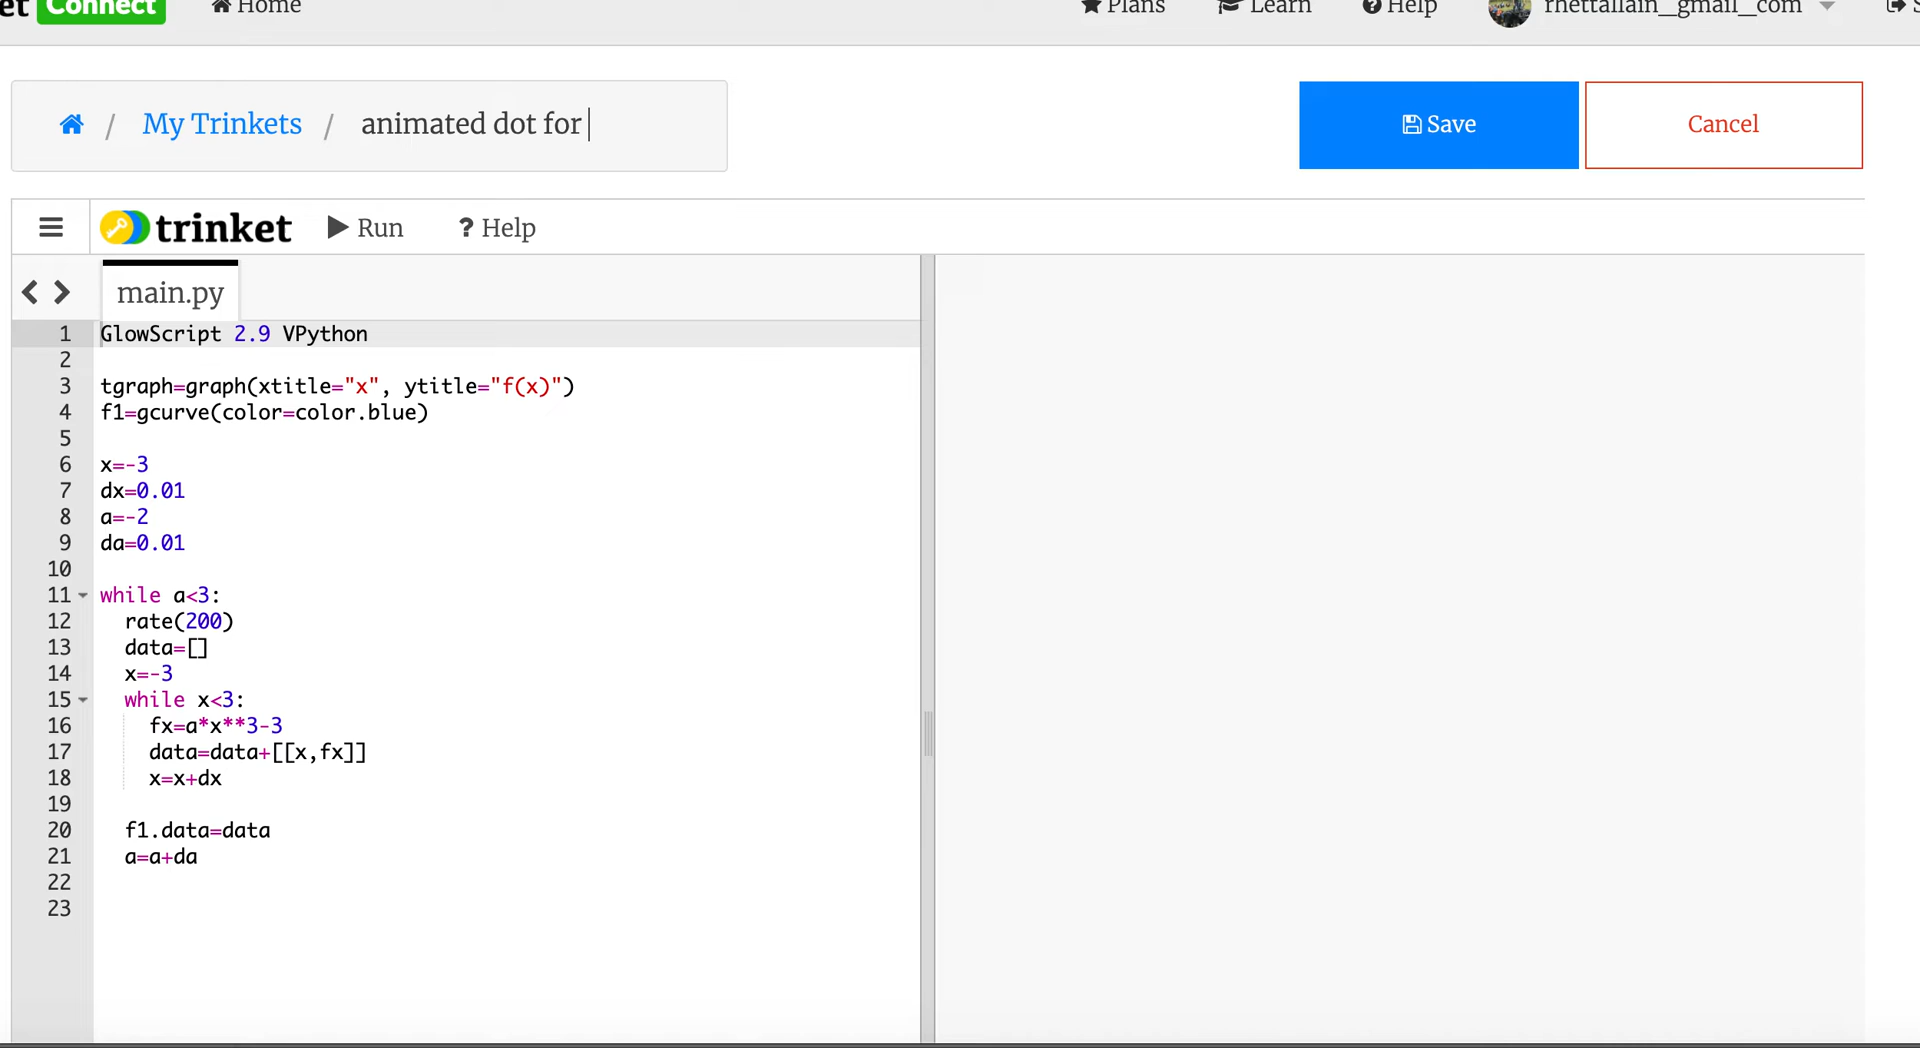 et Connect Home Plans Learn Help rhettallain_gmail_com
/ My Trinkets / animated dot for
Save Cancel
trinket Run ? Help
main.py
1 GlowScript 2.9 VPython
2
3 tgraph=graph(xtitle="x", ytitle="f(x)")
4 f1=gcurve(color=color.blue)
5
6 x=-3
7 dx=0.01
8 a=-2
9 da=0.01
10
11 while a<3:
12 rate(200)
13 data=[]
14 x=-3
15 while x<3:
16 fx=a*x**3-3
17 data=data+[[x,fx]]
18 x=x+dx
19
20 f1.data=data
21 a=a+da
22
23